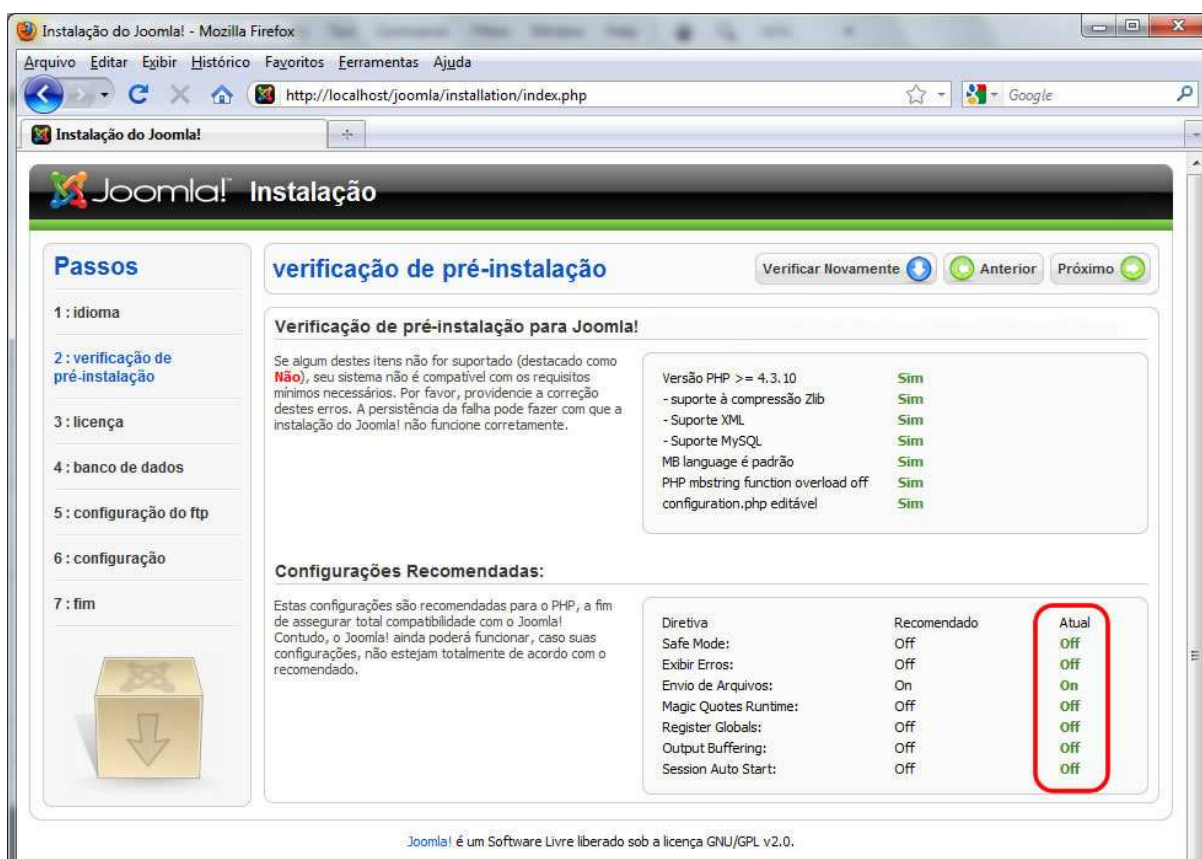 Instalação do Joomla! - Mozilla Firefox
Arquivo Editar Exibir Histórico Favoritos Ferramentas Ajuda
http://localhost/joomla/installation/index.php
Google
Instalação do Joomla!
Joomla! Instalação
Passos
1 : idioma
2 : verificação de
pré-instalação
3 : licença
4 : banco de dados
5 : configuração do ftp
6 : configuração
7 : fim
verificação de pré-instalação
Verificar Novamente
Anterior
Próximo
Verificação de pré-instalação para Joomla!
Se algum destes itens não for suportado (destacado como
Não), seu sistema não é compatível com os requisitos
mínimos necessários. Por favor, providencie a correção
destes erros. A persistência da falha pode fazer com que a
instalação do Joomla! não funcione corretamente.
Versão PHP >= 4.3.10 Sim
- suporte à compressão Zlib Sim
- Suporte XML Sim
- Suporte MySQL Sim
MB language é padrão Sim
PHP mbstring function overload off Sim
configuration.php editável Sim
Configurações Recomendadas:
Estas configurações são recomendadas para o PHP, a fim
de assegurar total compatibilidade com o Joomla!
Contudo, o Joomla! ainda poderá funcionar, caso suas
configurações, não estejam totalmente de acordo com o
recomendado.
Diretiva Recomendado Atual
Safe Mode: Off Off
Exibir Erros: Off Off
Envio de Arquivos: On On
Magic Quotes Runtime: Off Off
Register Globals: Off Off
Output Buffering: Off Off
Session Auto Start: Off Off
Joomla! é um Software Livre liberado sob a licença GNU/GPL v2.0.